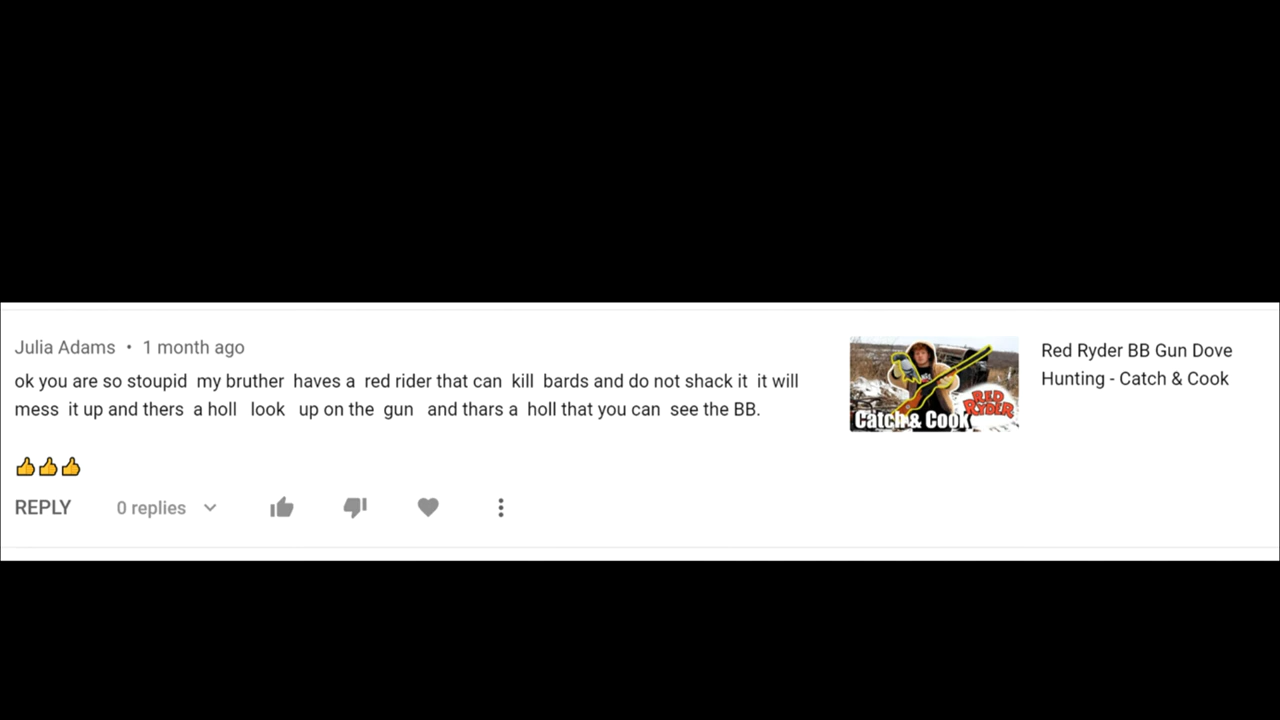 Julia Adams • 1 month ago
ok you are so stoupid my bruther haves a red rider that can kill bards and do not shack it it will
mess it up and thers a holl look up on the gun and thars a holl that you can see the BB.
👍👍👍
REPLY 0 replies
Catch & Cook
RED
RYDER
Red Ryder BB Gun Dove
Hunting - Catch & Cook